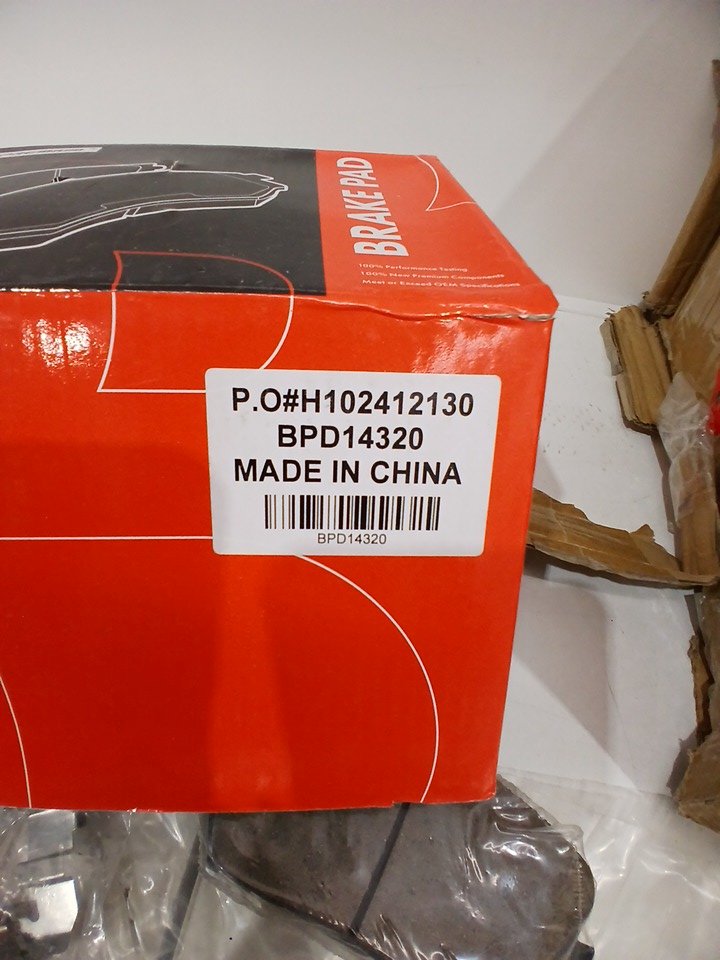 BRAKE PAD
100% Performance Testing
100% New Premium Components
Meet or Exceed OEM Specifications
P.O#H102412130
BPD14320
MADE IN CHINA
BPD14320